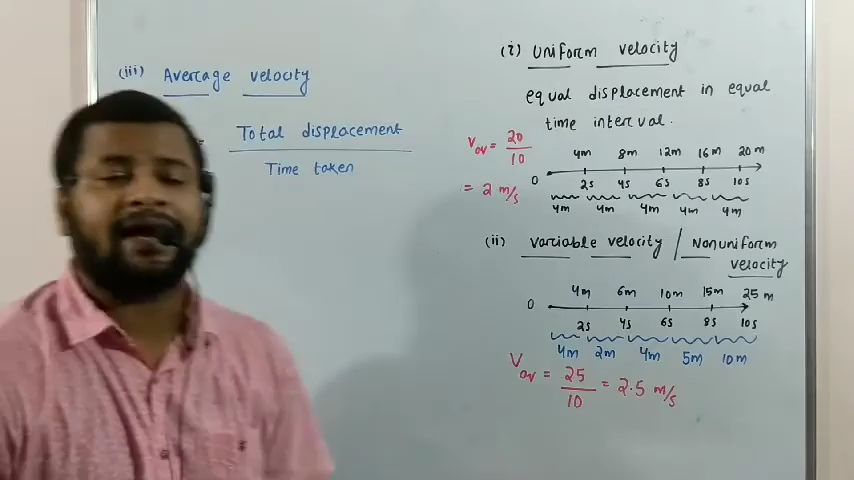 (iii) Average velocity
= Total displacement
Time taken
(i) Uniform velocity
equal displacement in equal
time interval.
Vav = 20
10
= 2 m/s
4m 8m 12m 16m 20m
0
2s 4s 6s 8s 10s
4m 4m 4m 4m 4m
(ii) Variable velocity / Nonuniform
velocity
4m 6m 10m 15m 25m
0
2s 4s 6s 8s 10s
4m 2m 4m 5m 10m
Vav = 25 = 2.5 m/s
10